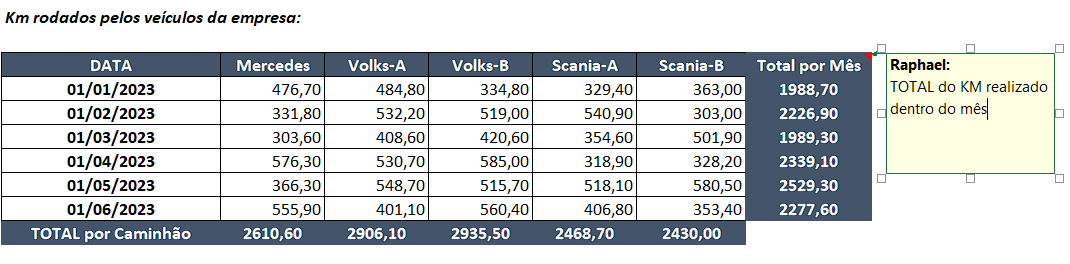 Km rodados pelos veículos da empresa:
DATA Mercedes Volks-A Volks-B Scania-A Scania-B Total por Mês
01/01/2023 476,70 484,80 334,80 329,40 363,00 1988,70
01/02/2023 331,80 532,20 519,00 540,90 303,00 2226,90
01/03/2023 303,60 408,60 420,60 354,60 501,90 1989,30
01/04/2023 576,30 530,70 585,00 318,90 328,20 2339,10
01/05/2023 366,30 548,70 515,70 518,10 580,50 2529,30
01/06/2023 555,90 401,10 560,40 406,80 353,40 2277,60
TOTAL por Caminhão 2610,60 2906,10 2935,50 2468,70 2430,00
Raphael:
TOTAL do KM realizado
dentro do mês